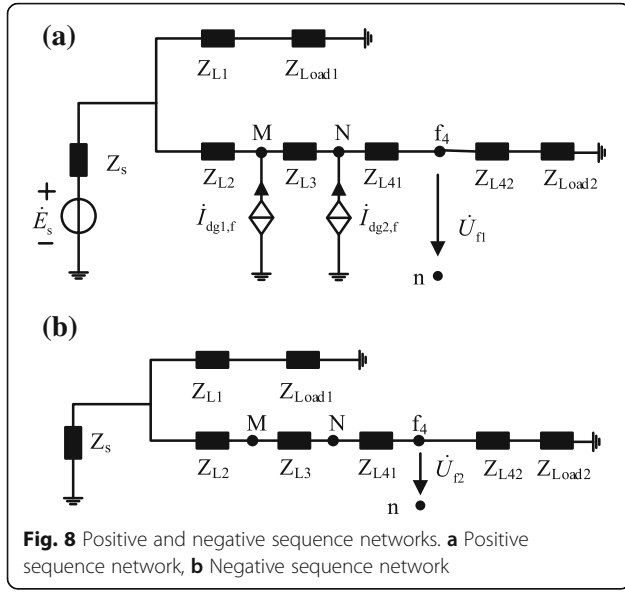 (a)
Z_L1 Z_Load1
M N f_4
Z_s
Z_L2 Z_L3 Z_L41 Z_L42 Z_Load2
+
Ė_s
−
İ_dg1,f İ_dg2,f U̇_f1
n
(b)
Z_L1 Z_Load1
M N f_4
Z_s
Z_L2 Z_L3 Z_L41 U̇_f2 Z_L42 Z_Load2
n
Fig. 8 Positive and negative sequence networks. a Positive
sequence network, b Negative sequence network